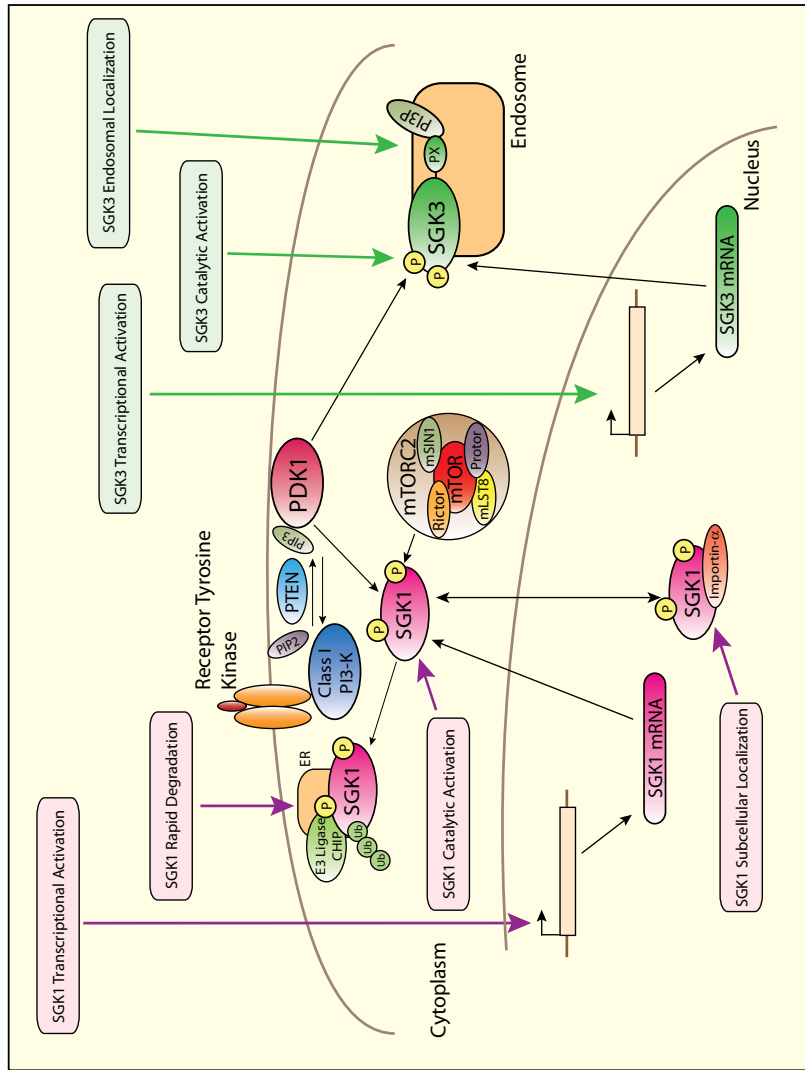 SGK1 Transcriptional Activation
SGK1 Rapid Degradation
SGK3 Transcriptional Activation
SGK3 Catalytic Activation
SGK3 Endosomal Localization
Receptor Tyrosine
Kinase
PIP2
PTEN
PIP3
PDK1
Class I
PI3-K
ER
E3 Ligase
CHIP
P
P
SGK1
Ub
Ub
Ub
P
P
SGK1
mTORC2
mSIN1
Rictor
mTOR
Protor
mLST8
P
P
SGK3
PX
PI3P
Endosome
Cytoplasm
SGK1 Catalytic Activation
Nucleus
SGK1 mRNA
SGK3 mRNA
P
P
SGK1
Importin-α
SGK1 Subcellular Localization